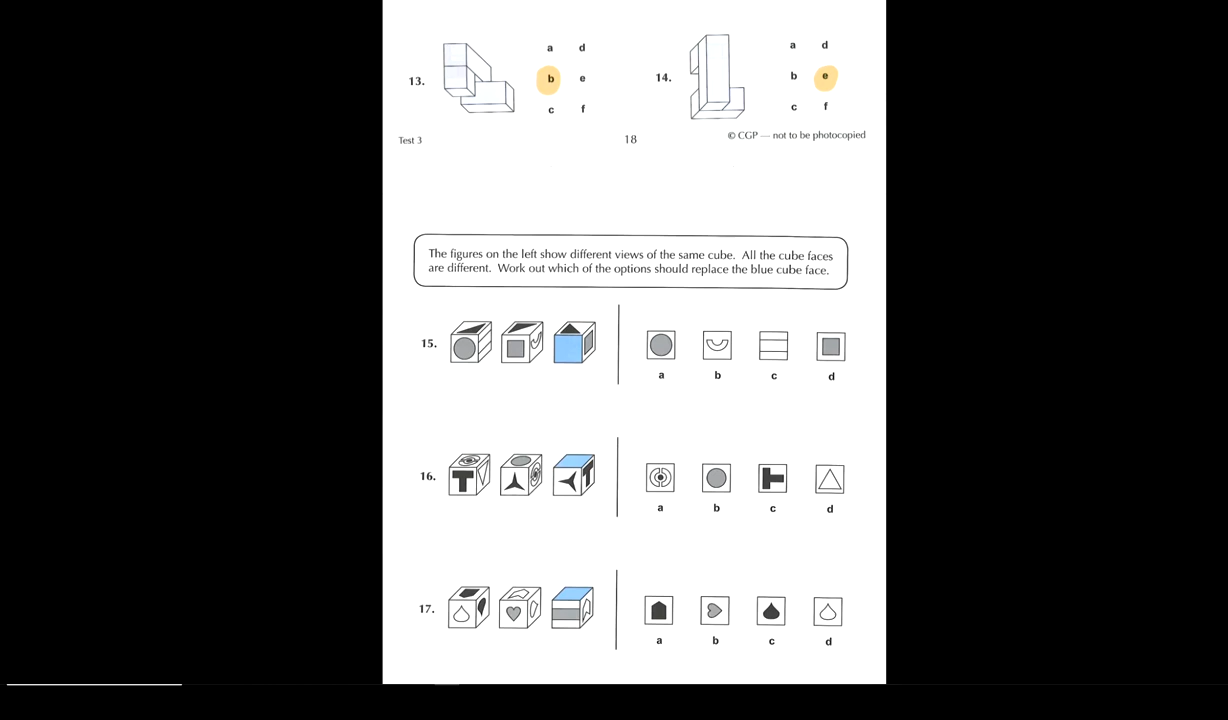 a d
13. b e
c f
a d
14. b e
c f
Test 3
18
© CGP — not to be photocopied
The figures on the left show different views of the same cube. All the cube faces
are different. Work out which of the options should replace the blue cube face.
15.
a b c d
16.
a b c d
17.
a b c d